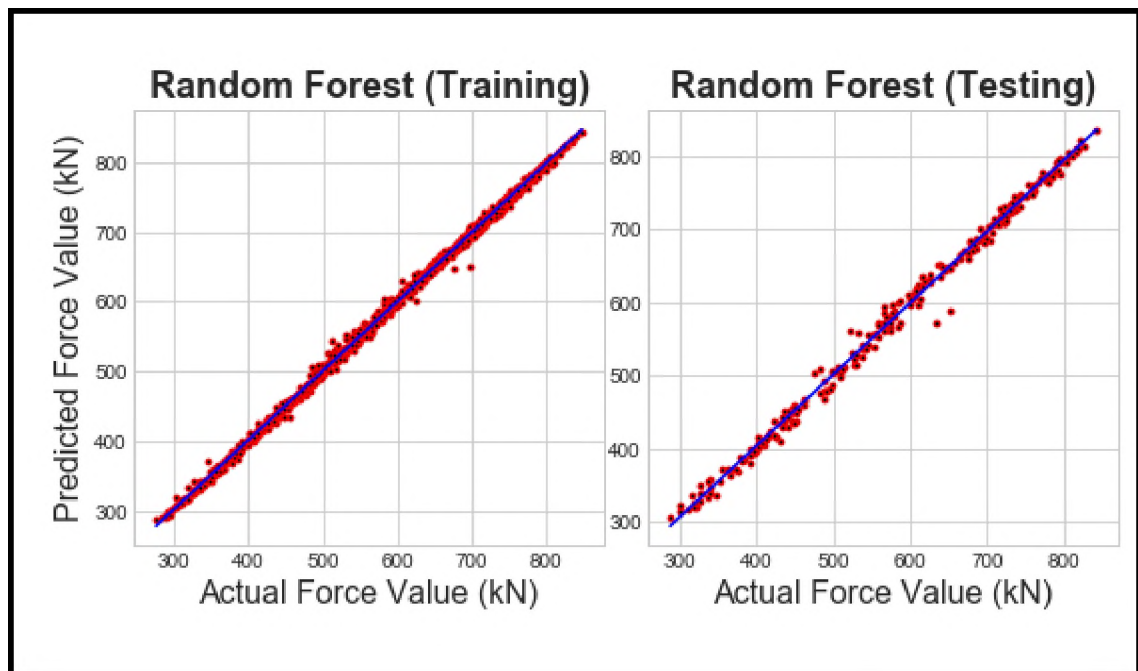 Random Forest (Training)
Random Forest (Testing)
Predicted Force Value (kN)
800
700
600
500
400
300
300 400 500 600 700 800
Actual Force Value (kN)
800
700
600
500
400
300
300 400 500 600 700 800
Actual Force Value (kN)